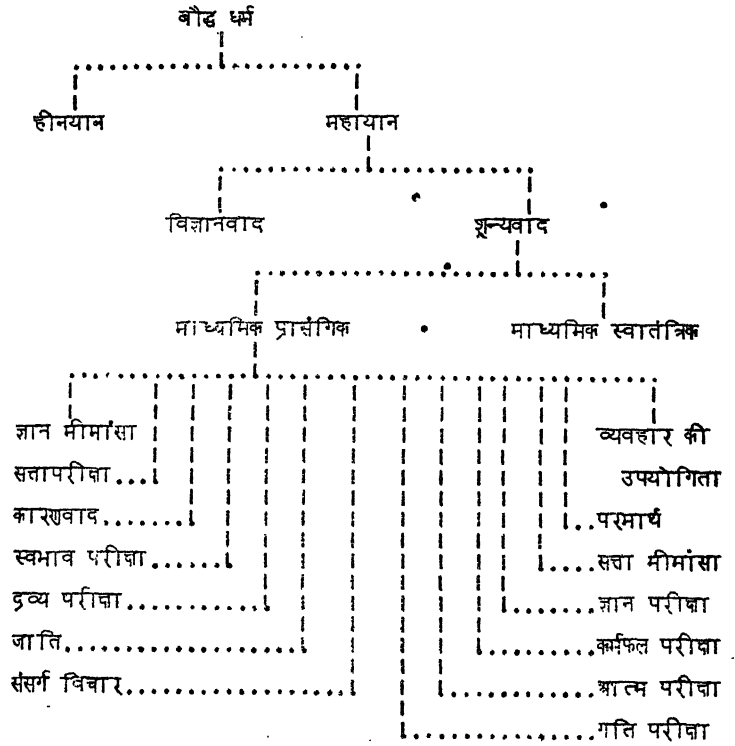 बौद्ध धर्म
हीनयान महायान
विज्ञानवाद शून्यवाद
माध्यमिक प्रासंगिक माध्यमिक स्वातंत्रिक
ज्ञान मीमांसा व्यवहार की
सत्तापरीक्षा.... उपयोगिता
कारणवाद........ परमार्थ
स्वभाव परीक्षा सत्ता मीमांसा
द्रव्य परीक्षा ज्ञान परीक्षा
जाति कर्मफल परीक्षा
संसर्ग विचार आत्म परीक्षा
गति परीक्षा